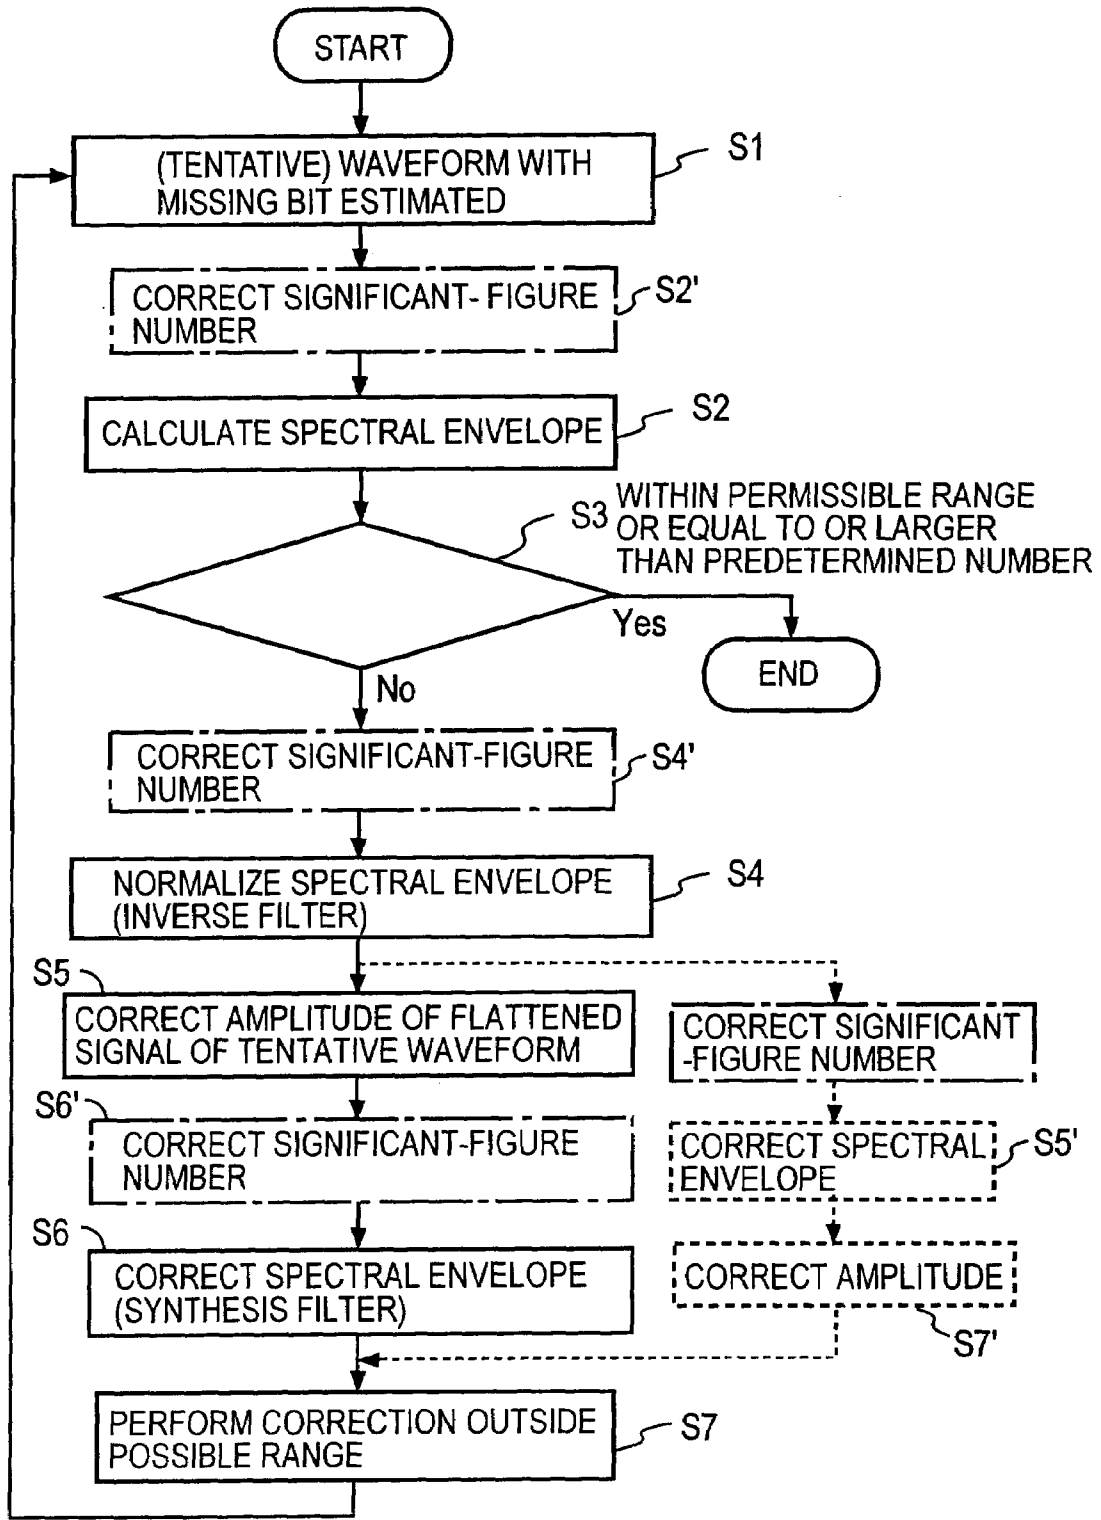 START
(TENTATIVE) WAVEFORM WITH
MISSING BIT ESTIMATED
S1
CORRECT SIGNIFICANT- FIGURE
NUMBER
S2'
CALCULATE SPECTRAL ENVELOPE
S2
S3
WITHIN PERMISSIBLE RANGE
OR EQUAL TO OR LARGER
THAN PREDETERMINED NUMBER
Yes
END
No
CORRECT SIGNIFICANT-FIGURE
NUMBER
S4'
NORMALIZE SPECTRAL ENVELOPE
(INVERSE FILTER)
S4
S5
CORRECT AMPLITUDE OF FLATTENED
SIGNAL OF TENTATIVE WAVEFORM
CORRECT SIGNIFICANT
-FIGURE NUMBER
S6'
CORRECT SIGNIFICANT-FIGURE
NUMBER
CORRECT SPECTRAL
ENVELOPE
S5'
S6
CORRECT SPECTRAL ENVELOPE
(SYNTHESIS FILTER)
CORRECT AMPLITUDE
S7'
PERFORM CORRECTION OUTSIDE
POSSIBLE RANGE
S7